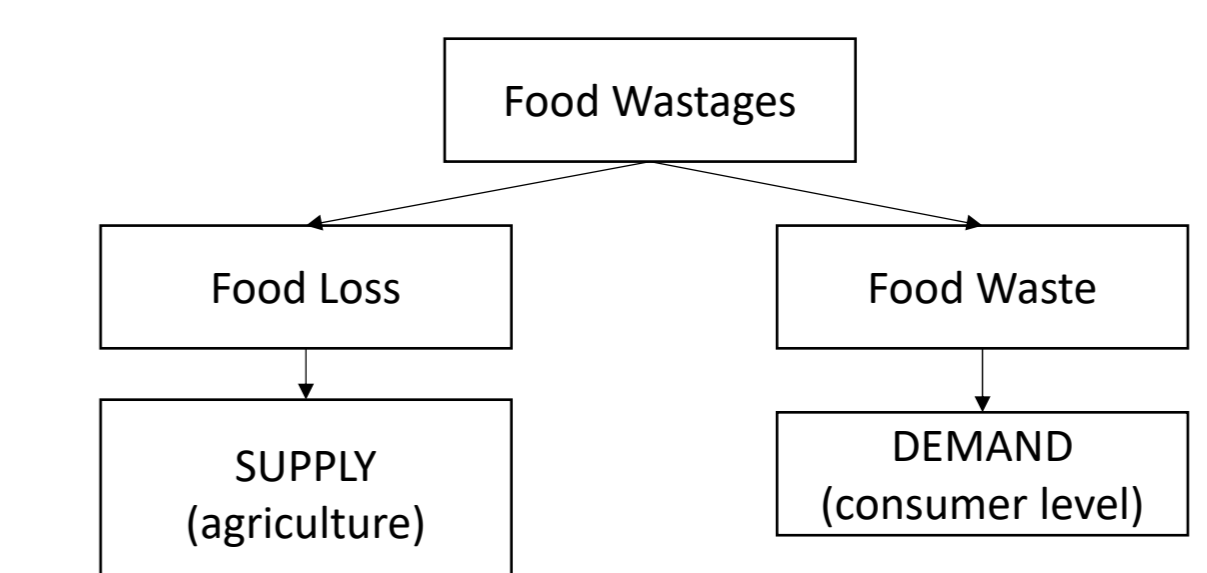 Food Wastages
Food Loss
Food Waste
SUPPLY
(agriculture)
DEMAND
(consumer level)